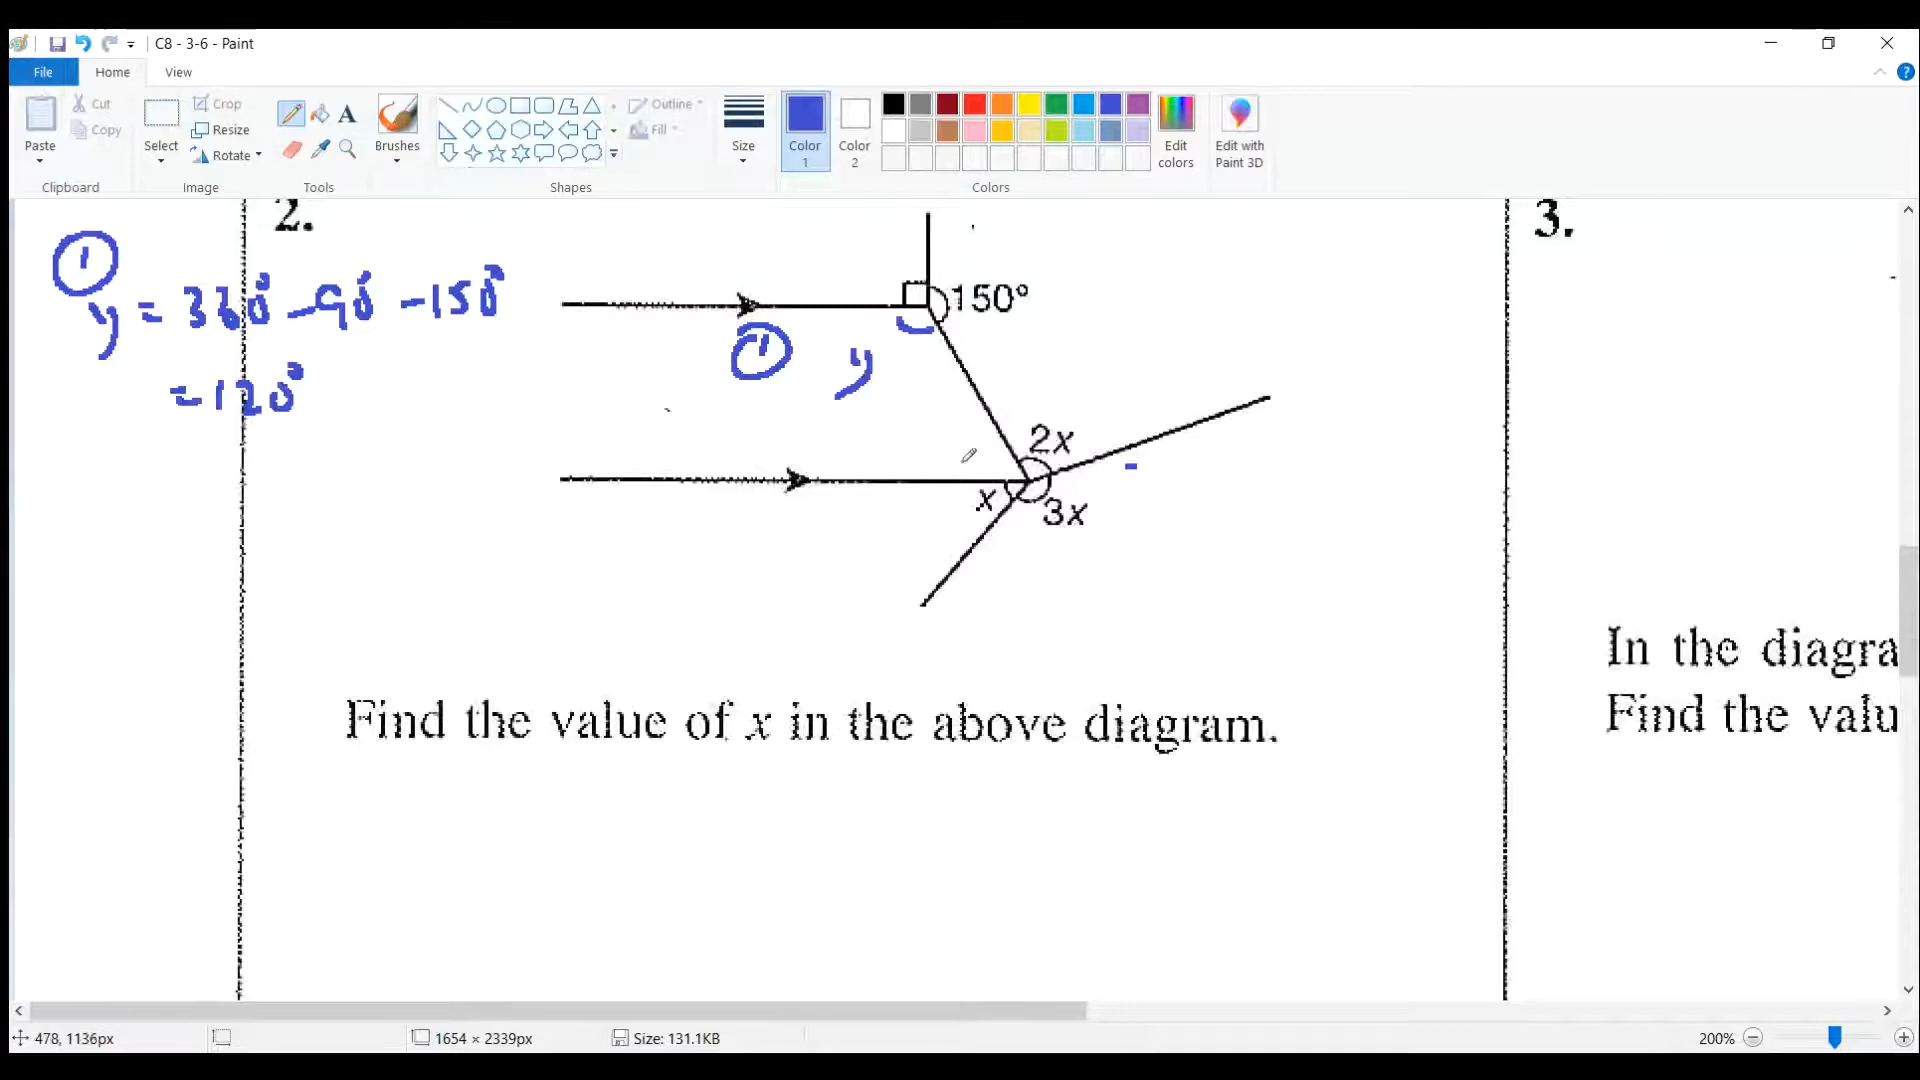 C8 - 3-6 - Paint
File Home View
Cut
Copy
Paste
Clipboard
Crop
Resize
Rotate
Select
Image
A
Tools
Brushes
Outline
Fill
Shapes
Size
Color 1
Color 2
Colors
Edit colors
Edit with Paint 3D
2.
3.
1
y = 360° - 90° - 150°
= 120°
150°
1 y
2x
x
3x
Find the value of x in the above diagram.
In the diagra
Find the valu
478, 1136px
1654 × 2339px
Size: 131.1KB
200%